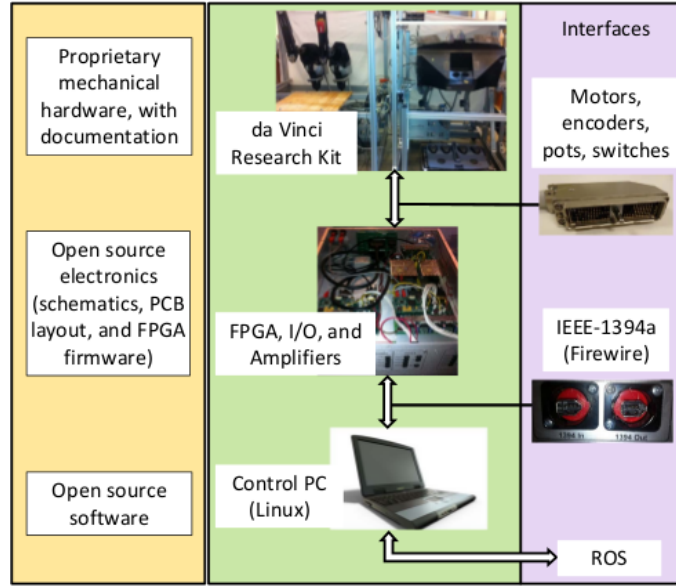 Proprietary
mechanical
hardware, with
documentation
Open source
electronics
(schematics, PCB
layout, and FPGA
firmware)
Open source
software
da Vinci
Research Kit
FPGA, I/O, and
Amplifiers
Control PC
(Linux)
Interfaces
Motors,
encoders,
pots, switches
IEEE-1394a
(Firewire)
1394 In
1394 Out
ROS